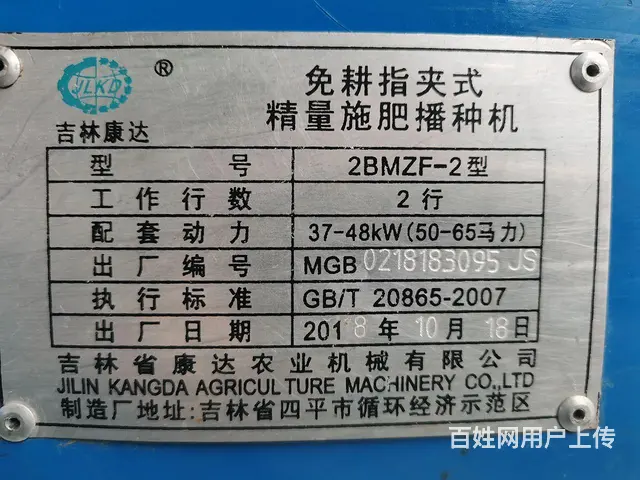 JLKD ®
吉林康达
免耕指夹式
精量施肥播种机
型号 2BMZF-2型
工作行数 2行
配套动力 37-48kW(50-65马力)
出厂编号 MGB 0218183095 JS
执行标准 GB/T 20865-2007
出厂日期 2018年10月18日
吉林省康达农业机械有限公司
JILIN KANGDA AGRICULTURE MACHINERY CO.,LTD
制造厂地址:吉林省四平市循环经济示范区
百姓网用户上传